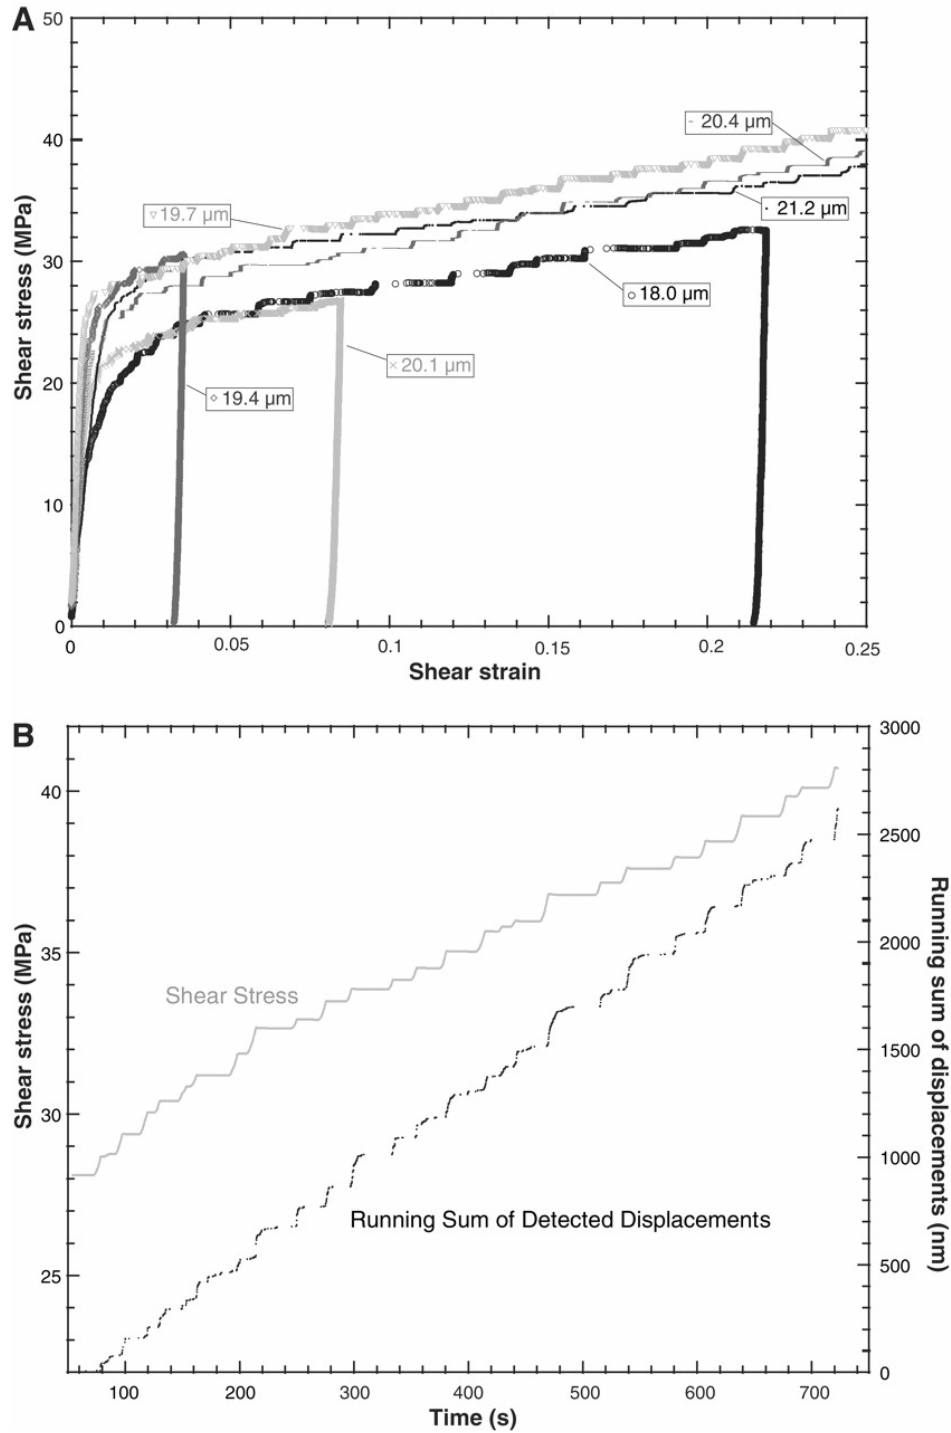 A
50
40
30
20
10
0
Shear stress (MPa)
- 20.4 µm
▿ 19.7 µm
· 21.2 µm
○ 18.0 µm
× 20.1 µm
◇ 19.4 µm
0 0.05 0.1 0.15 0.2 0.25
Shear strain
B
40
35
30
25
Shear stress (MPa)
3000
2500
2000
1500
1000
500
0
Running sum of displacements (nm)
Shear Stress
Running Sum of Detected Displacements
100 200 300 400 500 600 700
Time (s)